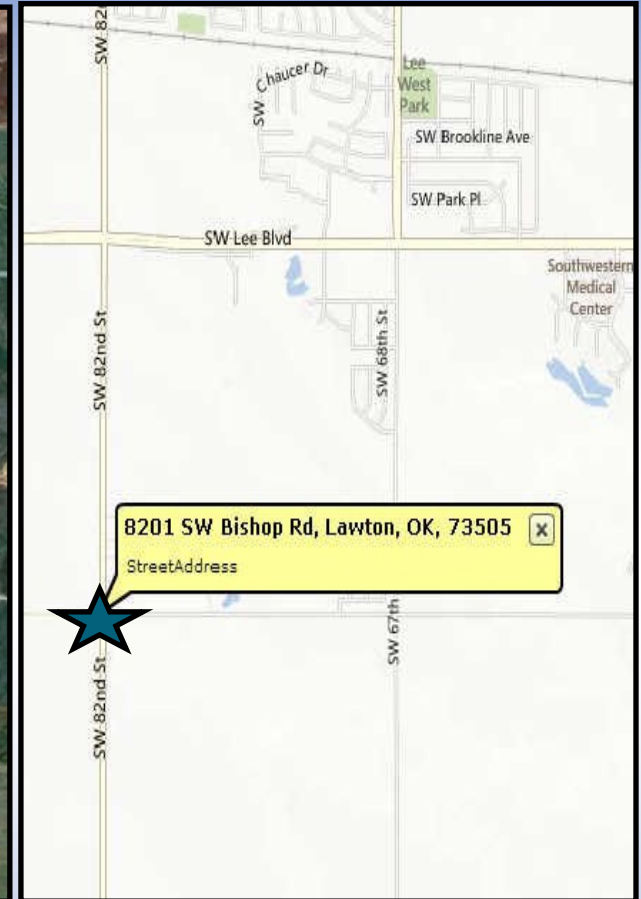 SW 82
SW Chaucer Dr
Lee
West
Park
SW Brookline Ave
SW Park Pl
SW Lee Blvd
Southwestern
Medical
Center
SW 82nd St
SW 68th St
8201 SW Bishop Rd, Lawton, OK, 73505 x
StreetAddress
SW 67th
SW 82nd St